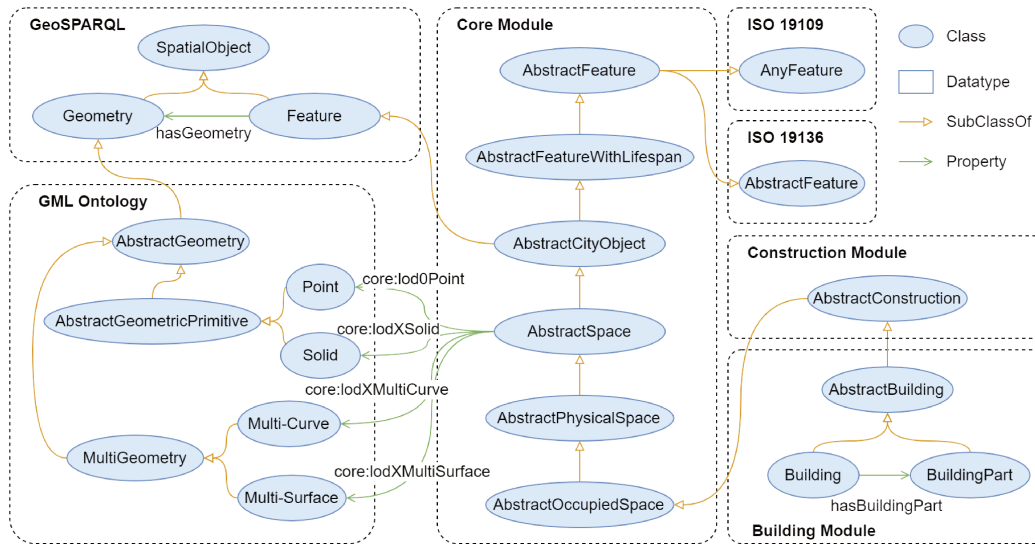 GeoSPARQL
SpatialObject
Geometry
hasGeometry
Feature
GML Ontology
AbstractGeometry
AbstractGeometricPrimitive
Point
Solid
MultiGeometry
Multi-Curve
Multi-Surface
core:lod0Point
core:lodXSolid
core:lodXMultiCurve
core:lodXMultiSurface
Core Module
AbstractFeature
AbstractFeatureWithLifespan
AbstractCityObject
AbstractSpace
AbstractPhysicalSpace
AbstractOccupiedSpace
ISO 19109
AnyFeature
ISO 19136
AbstractFeature
Class
Datatype
SubClassOf
Property
Construction Module
AbstractConstruction
AbstractBuilding
Building
BuildingPart
hasBuildingPart
Building Module